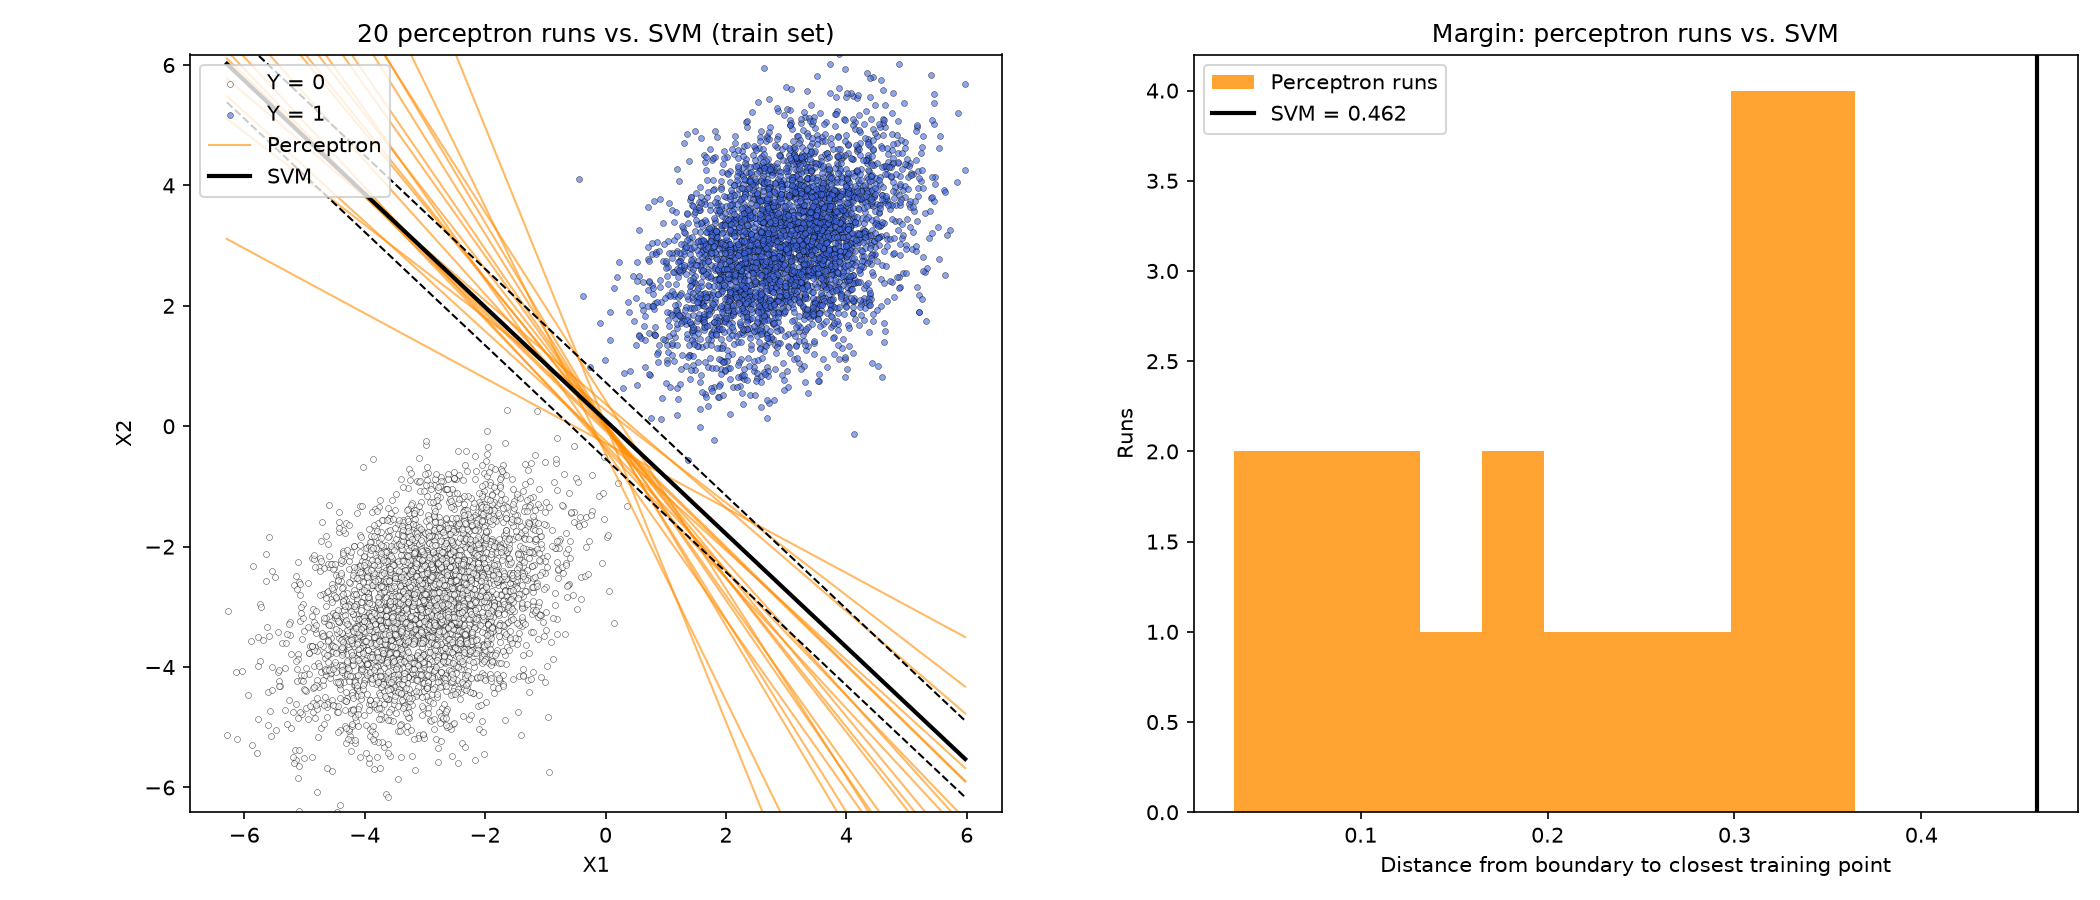 20 perceptron runs vs. SVM (train set)
Y = 0
Y = 1
Perceptron
SVM
6
4
2
0
−2
−4
−6
X2
−6
−4
−2
0
2
4
6
X1
Margin: perceptron runs vs. SVM
Perceptron runs
SVM = 0.462
4.0
3.5
3.0
2.5
2.0
1.5
1.0
0.5
0.0
Runs
0.1
0.2
0.3
0.4
Distance from boundary to closest training point